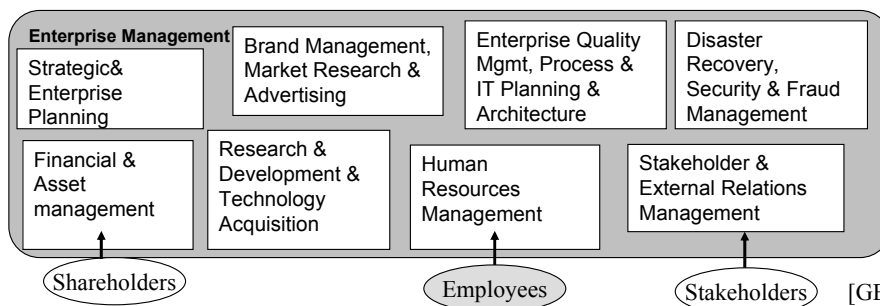 Enterprise Management
Strategic&
Enterprise
Planning
Brand Management,
Market Research &
Advertising
Enterprise Quality
Mgmt, Process &
IT Planning &
Architecture
Disaster
Recovery,
Security & Fraud
Management
Financial &
Asset
management
Research &
Development &
Technology
Acquisition
Human
Resources
Management
Stakeholder &
External Relations
Management
Shareholders
Employees
Stakeholders